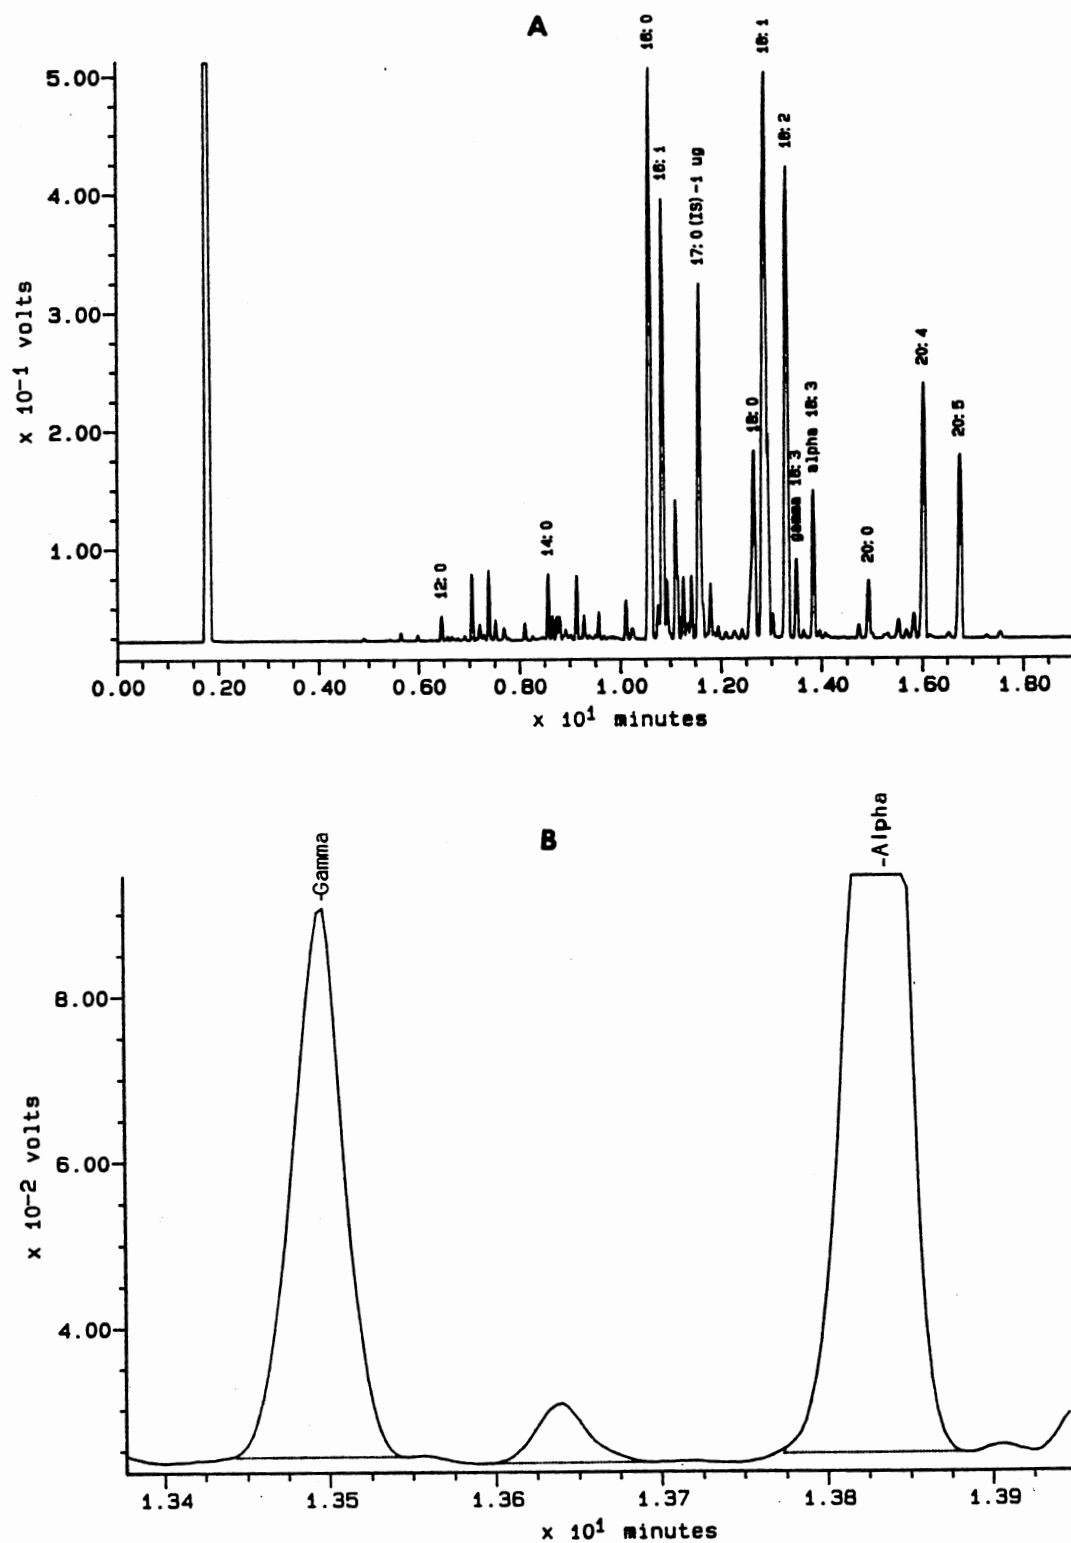 A
16:0
18:1
16:1
17:0(IS)-1 ug
18:2
18:0
gamma 18:3
alpha 18:3
20:4
20:5
20:0
14:0
12:0
5.00
4.00
3.00
2.00
1.00
x 10-1 volts
0.00 0.20 0.40 0.60 0.80 1.00 1.20 1.40 1.60 1.80
x 10¹ minutes
B
-Gamma
-Alpha
8.00
6.00
4.00
x 10-2 volts
1.34 1.35 1.36 1.37 1.38 1.39
x 10¹ minutes